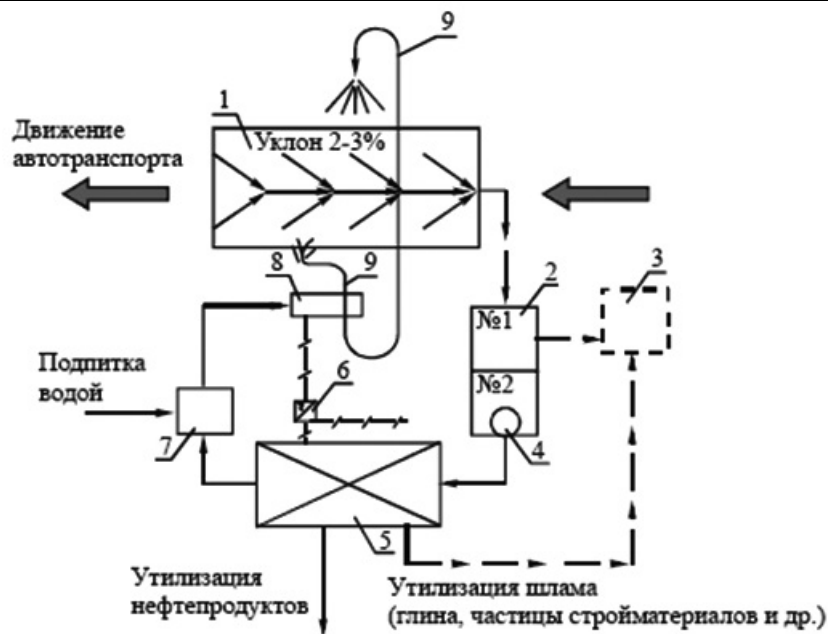 9
1
Уклон 2-3%
Движение
автотранспорта
8
9
2
3
№1
№2
Подпитка
водой
6
7
4
5
Утилизация
нефтепродуктов
Утилизация шлама
(глина, частицы стройматериалов и др.)